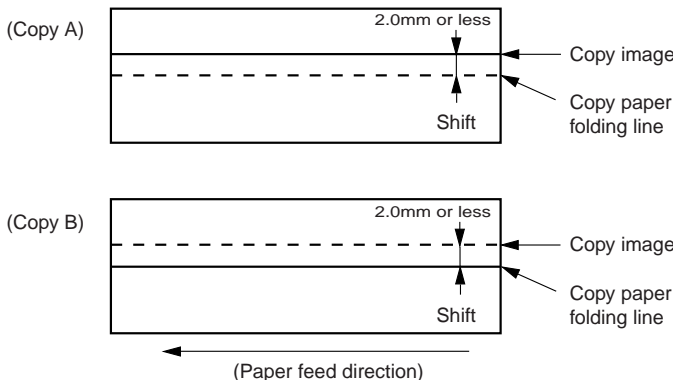 (Copy A)
2.0mm or less
Copy image
Copy paper
folding line
Shift
(Copy B)
2.0mm or less
Copy image
Copy paper
folding line
Shift
(Paper feed direction)